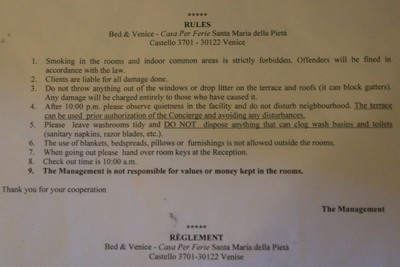 *****
RULES
Bed & Venice - Casa Per Ferie Santa Maria della Pietà
Castello 3701 - 30122 Venice
1. Smoking in the rooms and indoor common areas is strictly forbidden. Offenders will be fined in
accordance with the law.
2. Clients are liable for all damage done.
3. Do not throw anything out of the windows or drop litter on the terrace and roofs (it can block gutters).
Any damage will be charged entirely to those who have caused it.
4. After 10:00 p.m. please observe quietness in the facility and do not disturb neighbourhood. The terrace
can be used prior authorization of the Concierge and avoiding any disturbances.
5. Please leave washrooms tidy and DO NOT dispose anything that can clog wash basins and toilets
(sanitary napkins, razor blades, etc.).
6. The use of blankets, bedspreads, pillows or furnishings is not allowed outside the rooms.
7. When going out please hand over room keys at the Reception.
8. Check out time is 10:00 a.m.
9. The Management is not responsible for values or money kept in the rooms.
Thank you for your cooperation
The Management
*****
RÈGLEMENT
Bed & Venice - Casa Per Ferie Santa Maria della Pietà
Castello 3701-30122 Venise